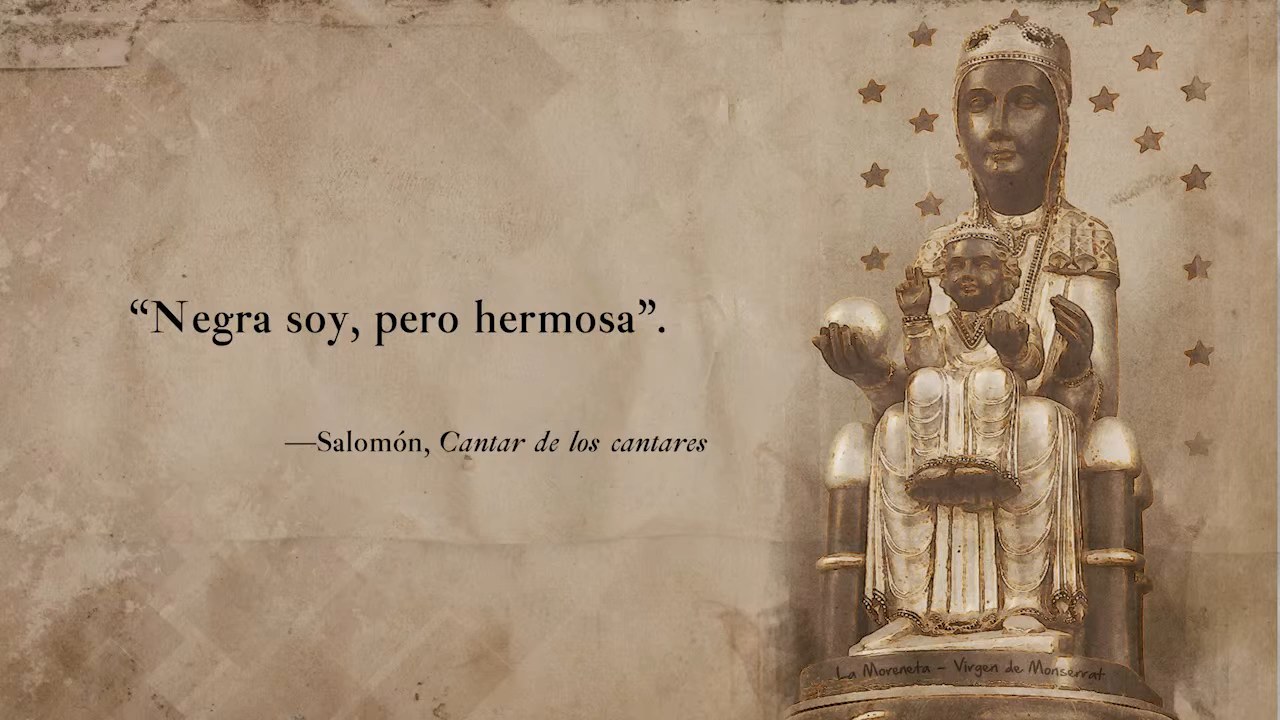 “Negra soy, pero hermosa”.
—Salomón, Cantar de los cantares
La Moreneta – Virgen de Monserrat